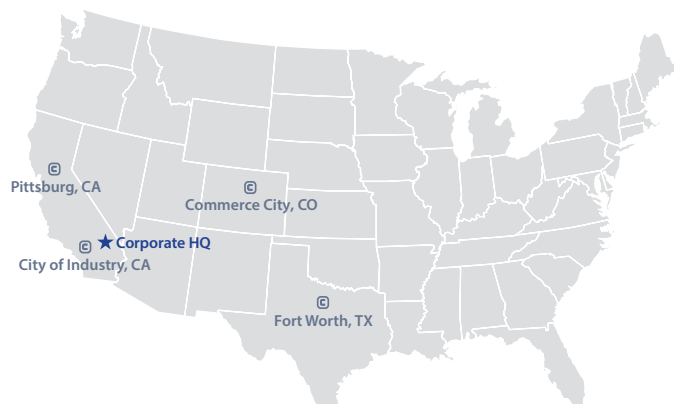 Pittsburg, CA
Commerce City, CO
Corporate HQ
City of Industry, CA
Fort Worth, TX